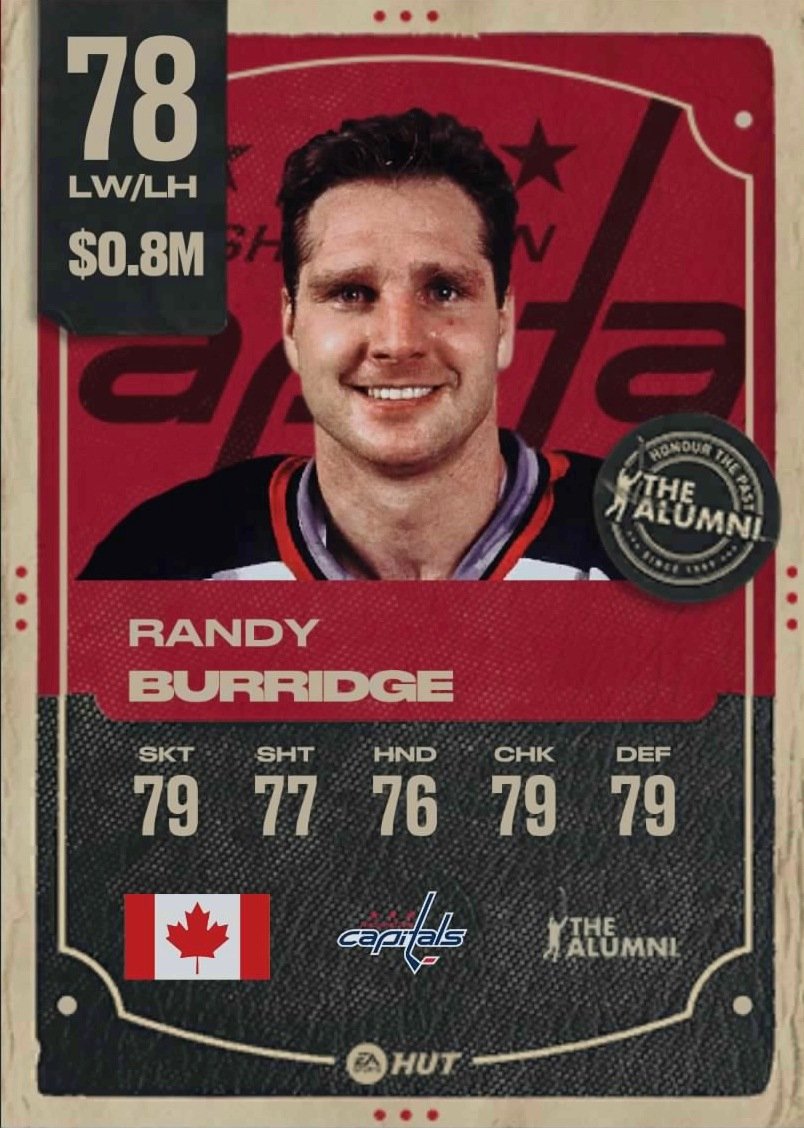 78
LW/LH
$0.8M
HONOUR THE PAST
THE
ALUMNI
RANDY
BURRIDGE
SKT SHT HND CHK DEF
79 77 76 79 79
capitals
THE
ALUMNI
EA
HUT